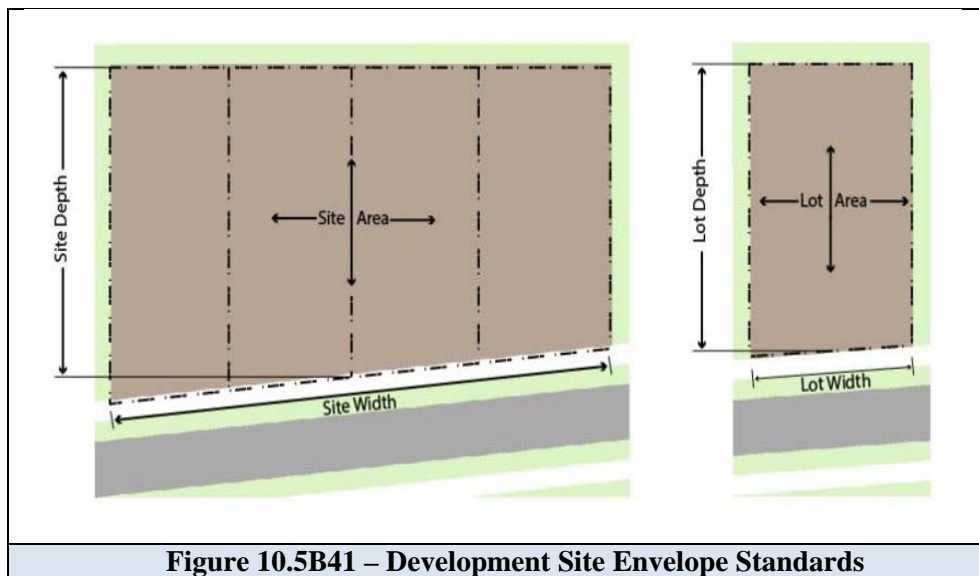 Site Depth
Site Area
Site Width
Lot Depth
Lot Area
Lot Width
Figure 10.5B41 – Development Site Envelope Standards